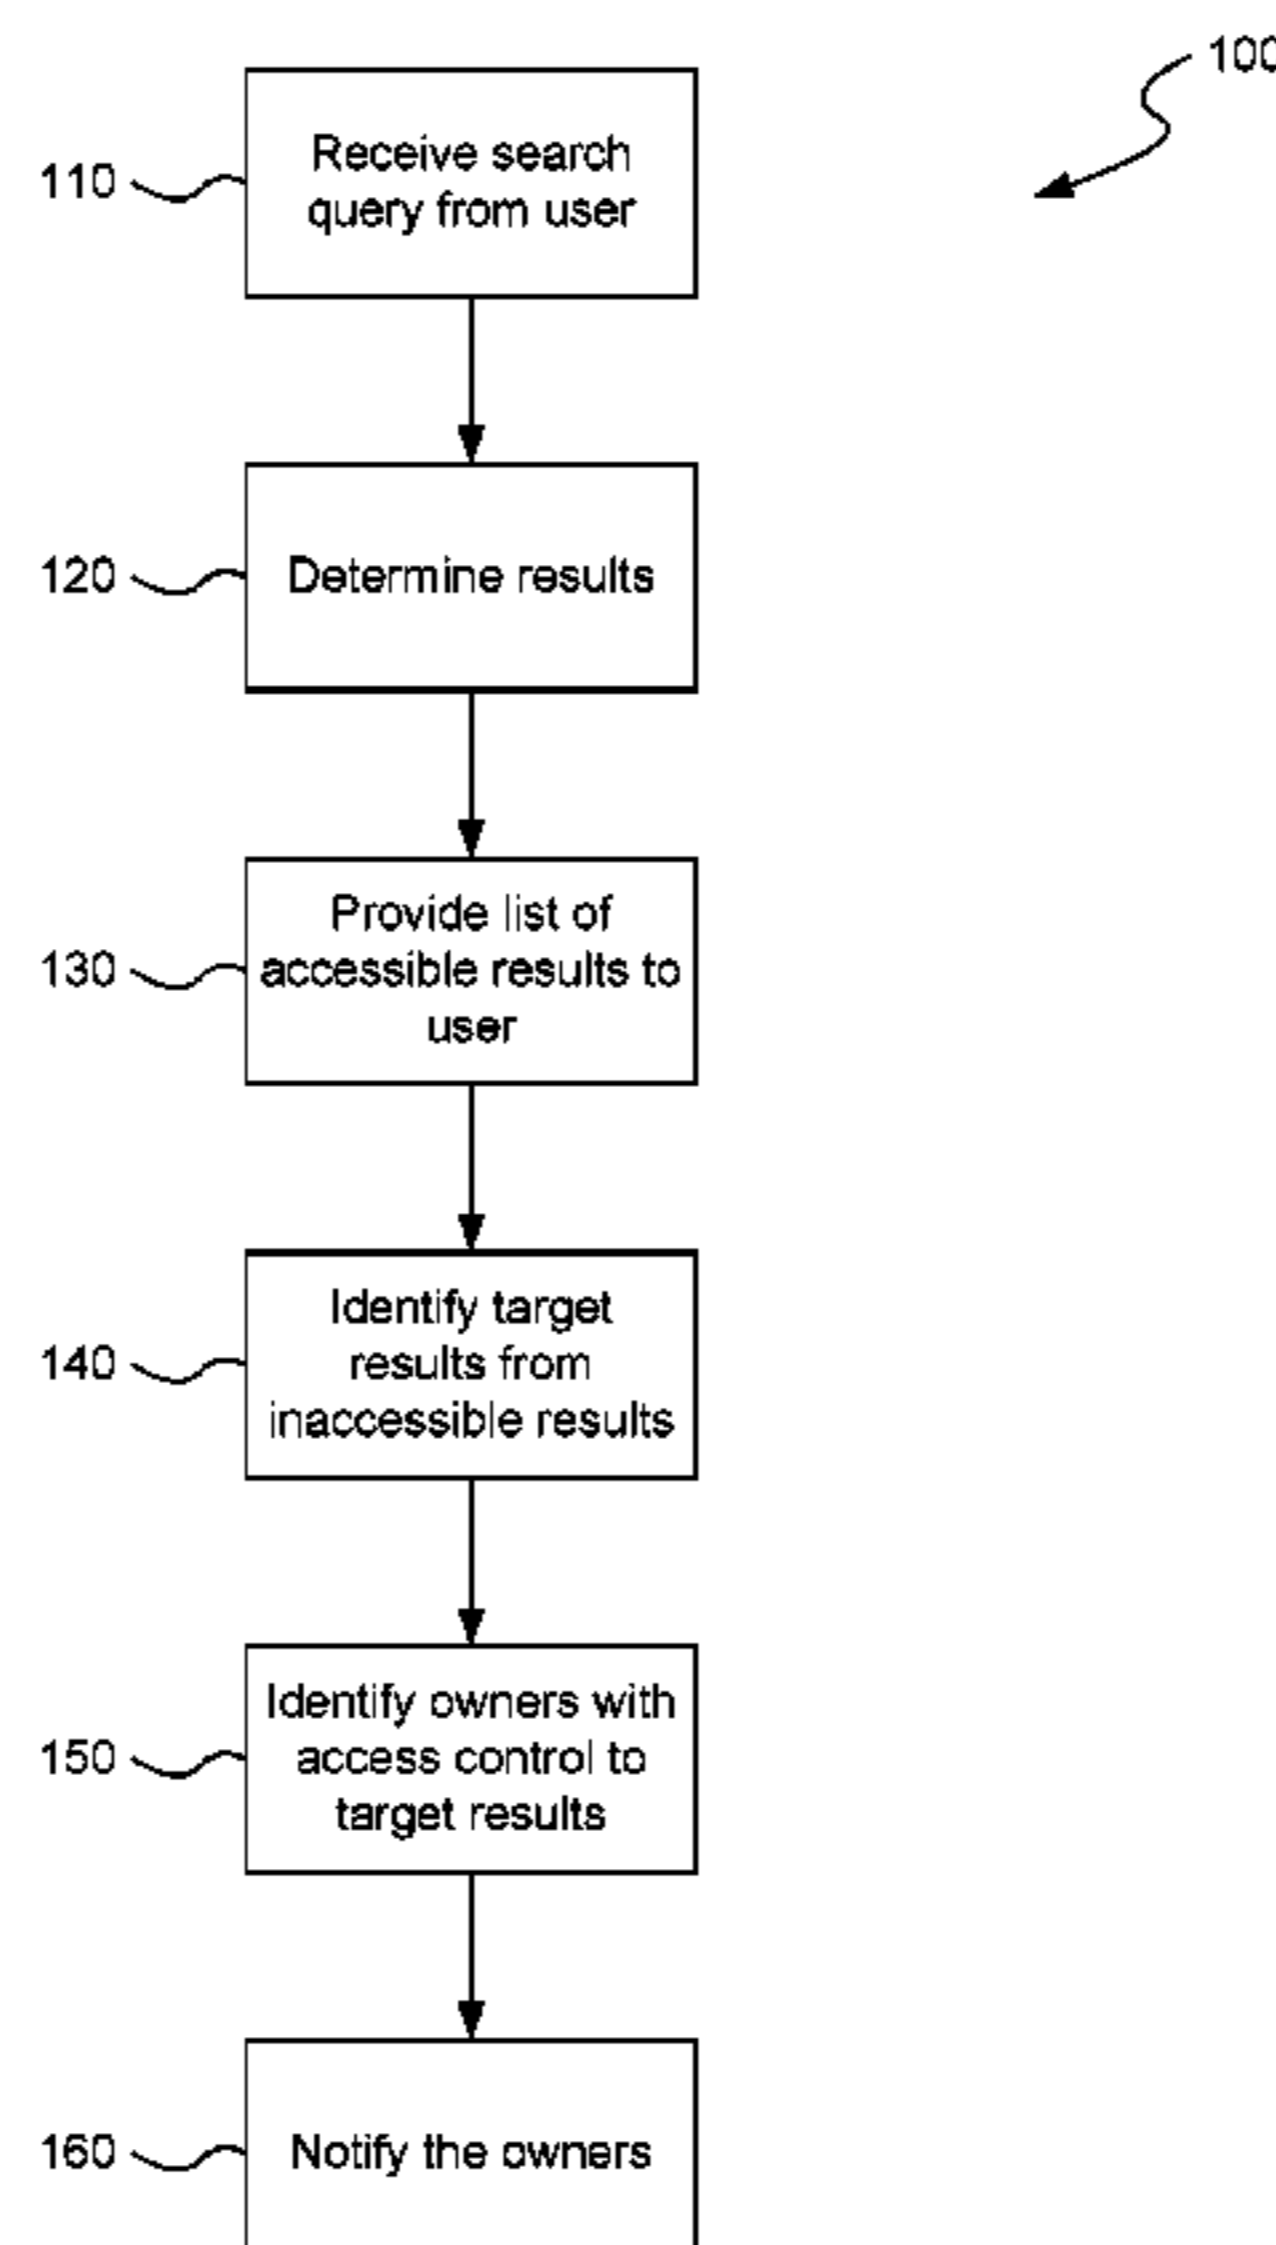 100
110
Receive search
query from user
120
Determine results
130
Provide list of
accessible results to
user
140
Identify target
results from
inaccessible results
150
Identify owners with
access control to
target results
160
Notify the owners